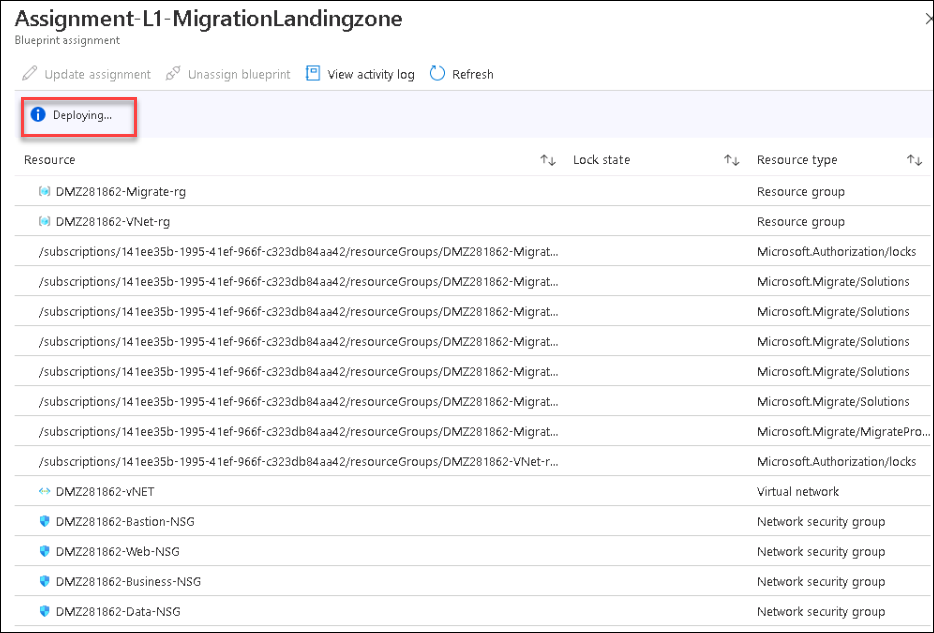 Assignment-L1-MigrationLandingzone
Blueprint assignment
Update assignment Unassign blueprint View activity log Refresh
Deploying...
Resource Lock state Resource type
DMZ281862-Migrate-rg Resource group
DMZ281862-VNet-rg Resource group
/subscriptions/141ee35b-1995-41ef-966f-c323db84aa42/resourceGroups/DMZ281862-Migrat... Microsoft.Authorization/locks
/subscriptions/141ee35b-1995-41ef-966f-c323db84aa42/resourceGroups/DMZ281862-Migrat... Microsoft.Migrate/Solutions
/subscriptions/141ee35b-1995-41ef-966f-c323db84aa42/resourceGroups/DMZ281862-Migrat... Microsoft.Migrate/Solutions
/subscriptions/141ee35b-1995-41ef-966f-c323db84aa42/resourceGroups/DMZ281862-Migrat... Microsoft.Migrate/Solutions
/subscriptions/141ee35b-1995-41ef-966f-c323db84aa42/resourceGroups/DMZ281862-Migrat... Microsoft.Migrate/Solutions
/subscriptions/141ee35b-1995-41ef-966f-c323db84aa42/resourceGroups/DMZ281862-Migrat... Microsoft.Migrate/Solutions
/subscriptions/141ee35b-1995-41ef-966f-c323db84aa42/resourceGroups/DMZ281862-Migrat... Microsoft.Migrate/MigratePro...
/subscriptions/141ee35b-1995-41ef-966f-c323db84aa42/resourceGroups/DMZ281862-VNet-r... Microsoft.Authorization/locks
DMZ281862-vNET Virtual network
DMZ281862-Bastion-NSG Network security group
DMZ281862-Web-NSG Network security group
DMZ281862-Business-NSG Network security group
DMZ281862-Data-NSG Network security group